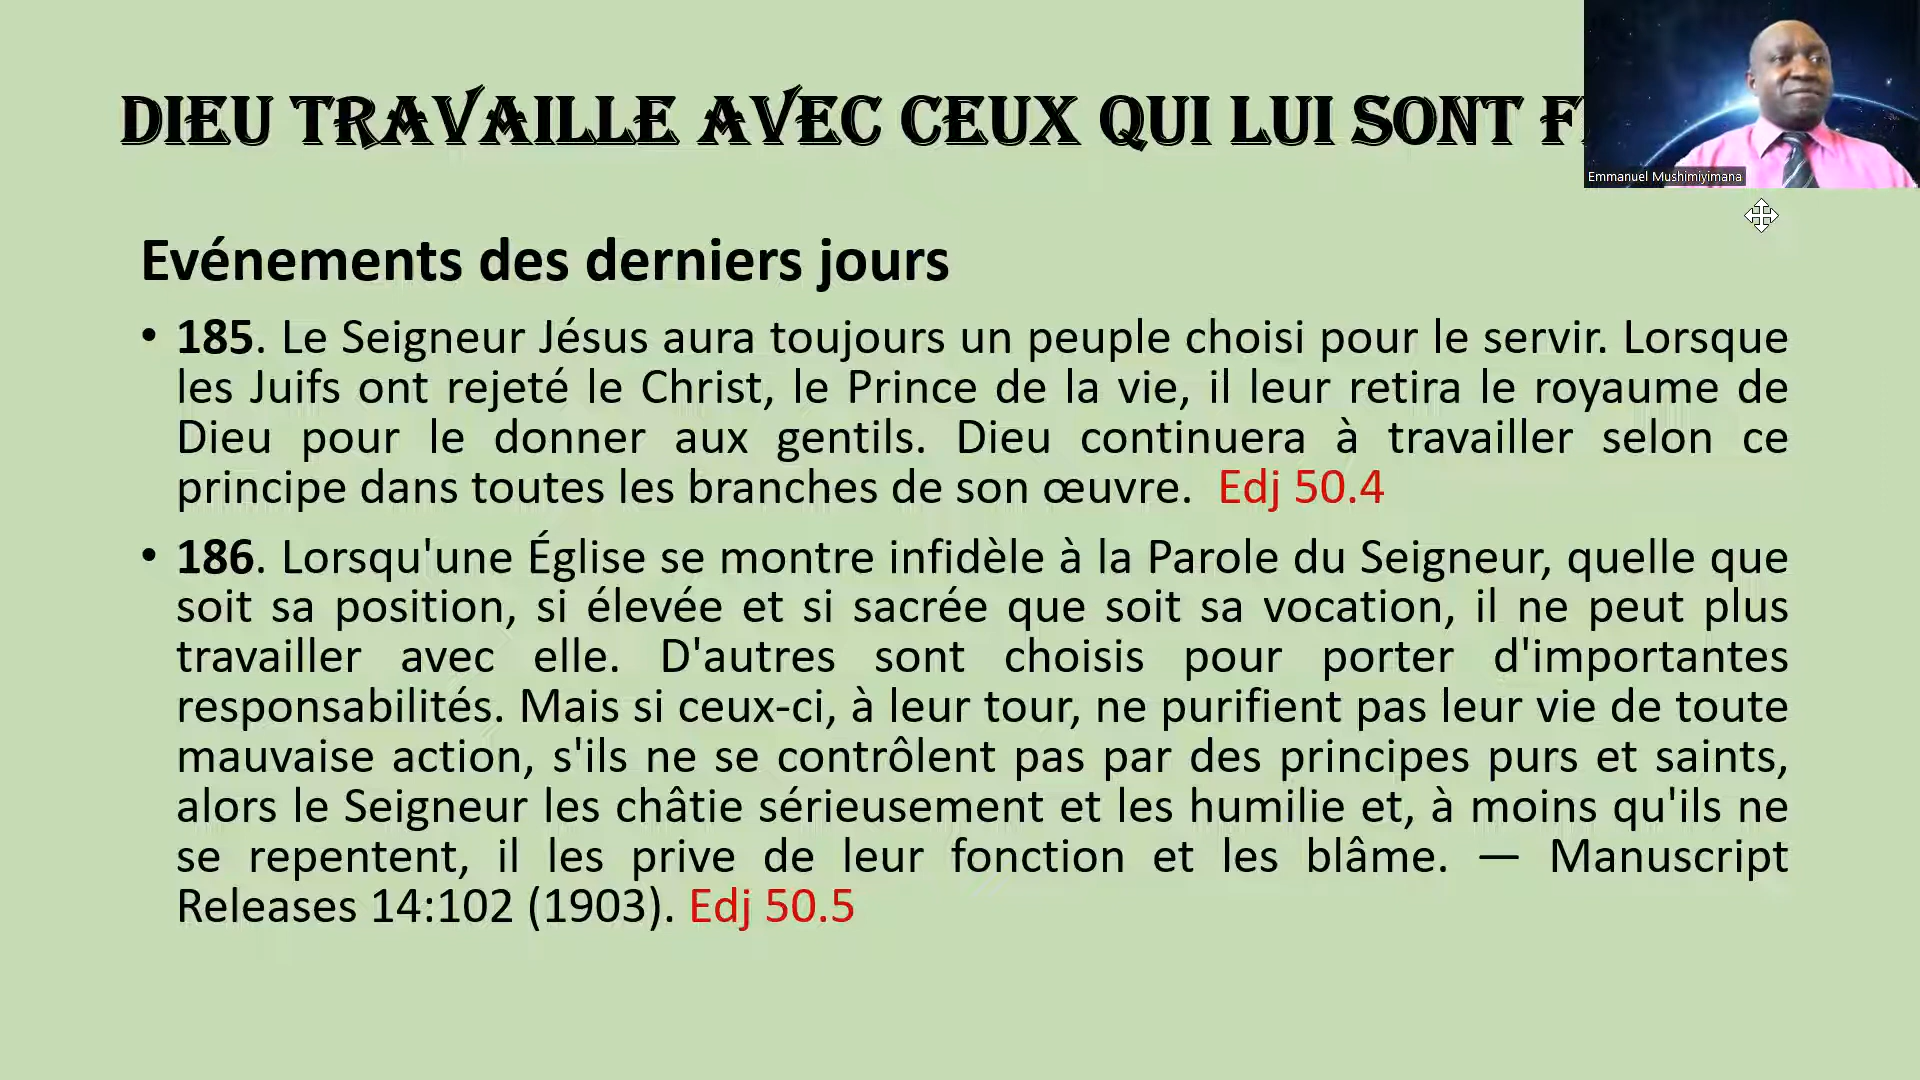 DIEU TRAVAILLE AVEC CEUX QUI LUI SONT
Emmanuel Mushimiyimana
Evénements des derniers jours
• 185. Le Seigneur Jésus aura toujours un peuple choisi pour le servir. Lorsque
les Juifs ont rejeté le Christ, le Prince de la vie, il leur retira le royaume de
Dieu pour le donner aux gentils. Dieu continuera à travailler selon ce
principe dans toutes les branches de son œuvre. Edj 50.4
• 186. Lorsqu'une Église se montre infidèle à la Parole du Seigneur, quelle que
soit sa position, si élevée et si sacrée que soit sa vocation, il ne peut plus
travailler avec elle. D'autres sont choisis pour porter d'importantes
responsabilités. Mais si ceux-ci, à leur tour, ne purifient pas leur vie de toute
mauvaise action, s'ils ne se contrôlent pas par des principes purs et saints,
alors le Seigneur les châtie sérieusement et les humilie et, à moins qu'ils ne
se repentent, il les prive de leur fonction et les blâme. — Manuscript
Releases 14:102 (1903). Edj 50.5